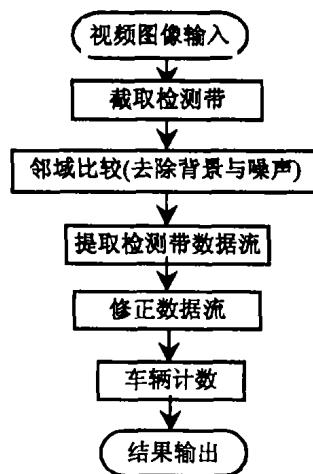 视频图像输入
截取检测带
邻域比较(去除背景与噪声)
提取检测带数据流
修正数据流
车辆计数
结果输出